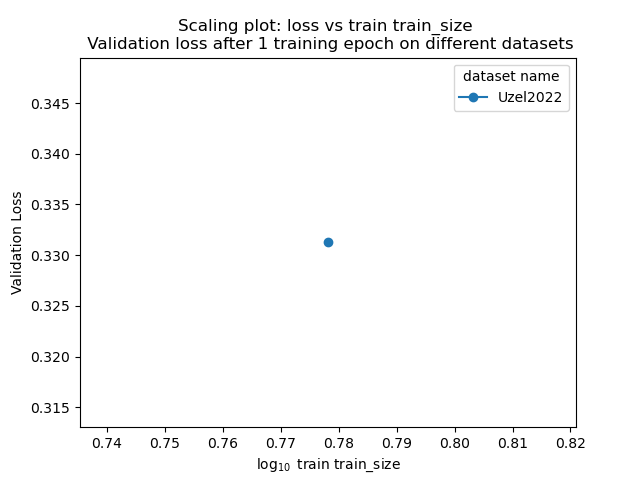 Scaling plot: loss vs train train_size
Validation loss after 1 training epoch on different datasets
dataset name
Uzel2022
0.345
0.340
0.335
0.330
0.325
0.320
0.315
Validation Loss
0.74 0.75 0.76 0.77 0.78 0.79 0.80 0.81 0.82
log10 train train_size